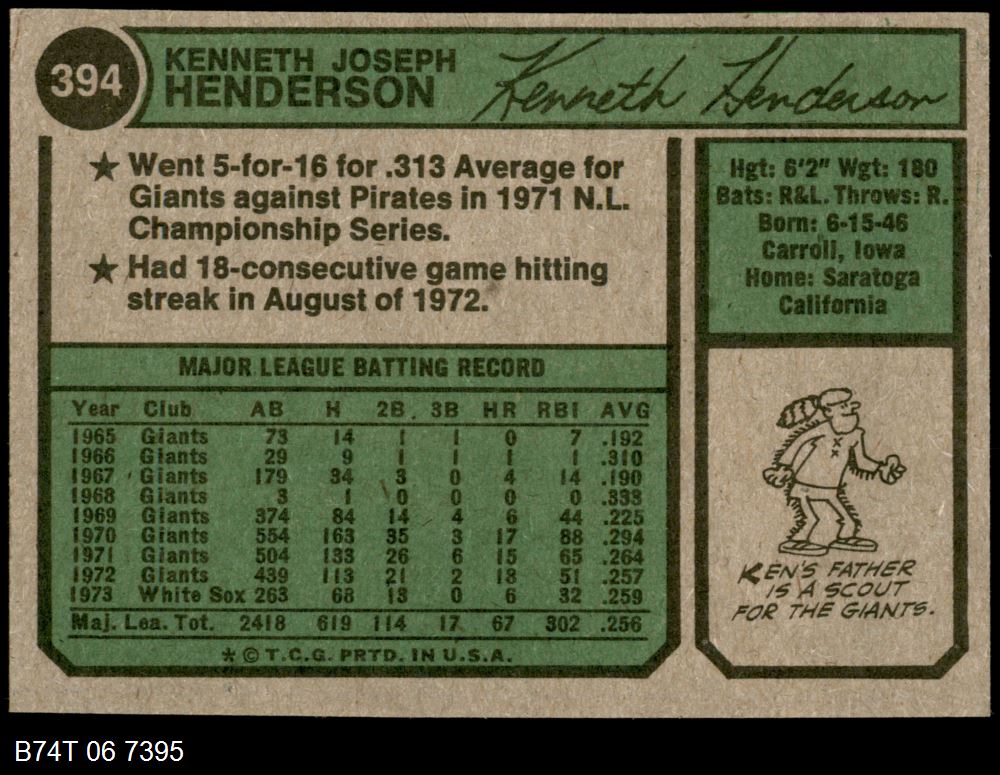 394
KENNETH JOSEPH
HENDERSON
Kenneth Henderson
★ Went 5-for-16 for .313 Average for
Giants against Pirates in 1971 N.L.
Championship Series.
★ Had 18-consecutive game hitting
streak in August of 1972.
Hgt: 6'2" Wgt: 180
Bats: R&L. Throws: R.
Born: 6-15-46
Carroll, Iowa
Home: Saratoga
California
MAJOR LEAGUE BATTING RECORD
Year Club AB H 2B. 3B HR RBI AVG
1965 Giants 73 14 1 1 0 7 .192
1966 Giants 29 9 1 1 1 1 .310
1967 Giants 179 34 3 0 4 14 .190
1968 Giants 3 1 0 0 0 0 .333
1969 Giants 374 84 14 4 6 44 .225
1970 Giants 554 163 35 3 17 88 .294
1971 Giants 504 133 26 6 15 65 .264
1972 Giants 439 113 21 2 18 51 .257
1973 White Sox 263 68 13 0 6 32 .259
Maj. Lea. Tot. 2418 619 114 17 67 302 .256
* © T.C.G. PRTD. IN U.S.A.
KEN'S FATHER
IS A SCOUT
FOR THE GIANTS.
B74T 06 7395